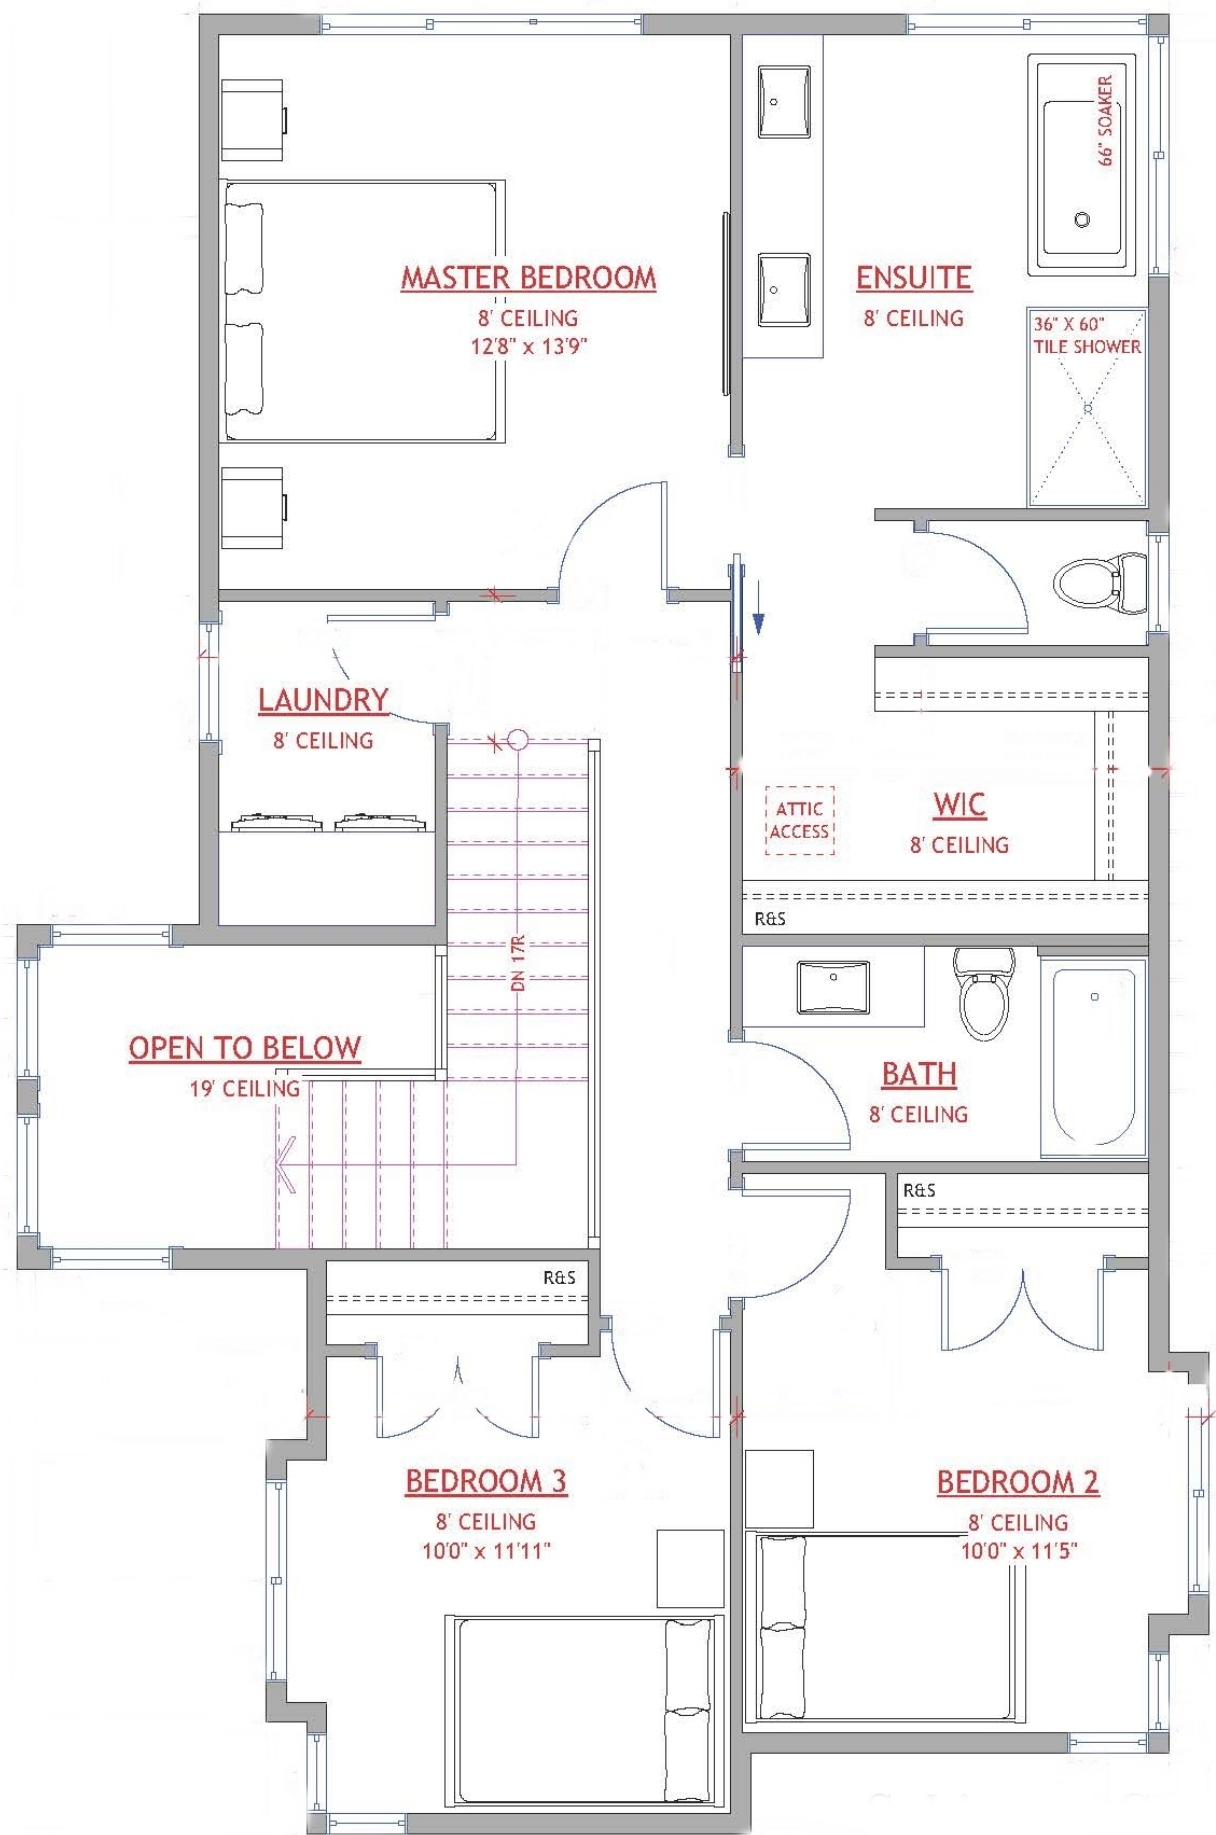 66" SOAKER
MASTER BEDROOM
8' CEILING
12'8" x 13'9"
ENSUITE
8' CEILING
36" X 60"
TILE SHOWER
LAUNDRY
8' CEILING
ATTIC
ACCESS
WIC
8' CEILING
R&S
DN 17R
OPEN TO BELOW
19' CEILING
BATH
8' CEILING
R&S
R&S
BEDROOM 3
8' CEILING
10'0" x 11'11"
BEDROOM 2
8' CEILING
10'0" x 11'5"